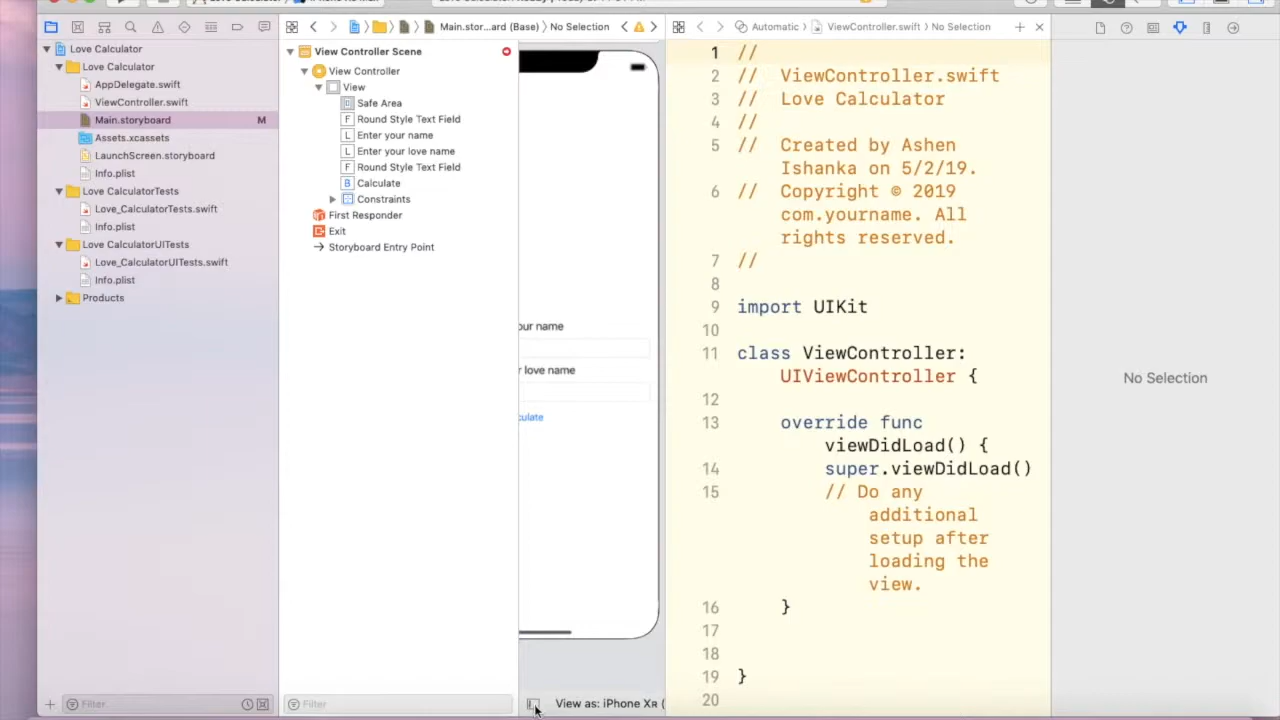 Main.stor...ard (Base) › No Selection
Automatic › ViewController.swift › No Selection
Love Calculator
Love Calculator
AppDelegate.swift
ViewController.swift
Main.storyboard M
Assets.xcassets
LaunchScreen.storyboard
Info.plist
Love CalculatorTests
Love_CalculatorTests.swift
Info.plist
Love CalculatorUITests
Love_CalculatorUITests.swift
Info.plist
Products
Filter
View Controller Scene
View Controller
View
Safe Area
F Round Style Text Field
L Enter your name
L Enter your love name
F Round Style Text Field
B Calculate
Constraints
First Responder
Exit
Storyboard Entry Point
Filter
our name
r love name
culate
View as: iPhone XR (
1 //
2 // ViewController.swift
3 // Love Calculator
4 //
5 // Created by Ashen
Ishanka on 5/2/19.
6 // Copyright © 2019
com.yourname. All
rights reserved.
7 //
8
9 import UIKit
10
11 class ViewController:
UIViewController {
12
13 override func
viewDidLoad() {
14 super.viewDidLoad()
15 // Do any
additional
setup after
loading the
view.
16 }
17
18
19 }
20
No Selection